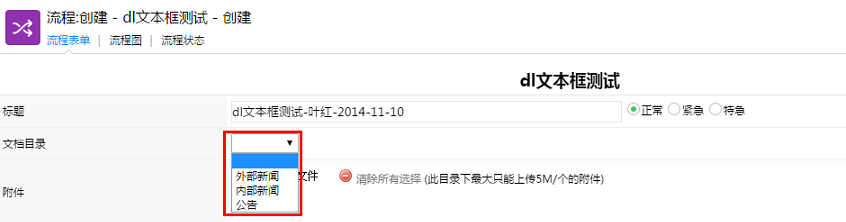 流程:创建 - dl文本框测试 - 创建
流程表单 | 流程图 | 流程状态
dl文本框测试
标题 dl文本框测试-叶红-2014-11-10 正常 紧急 特急
文档目录
附件 文件 清除所有选择 (此目录下最大只能上传5M/个的附件)
外部新闻
内部新闻
公告